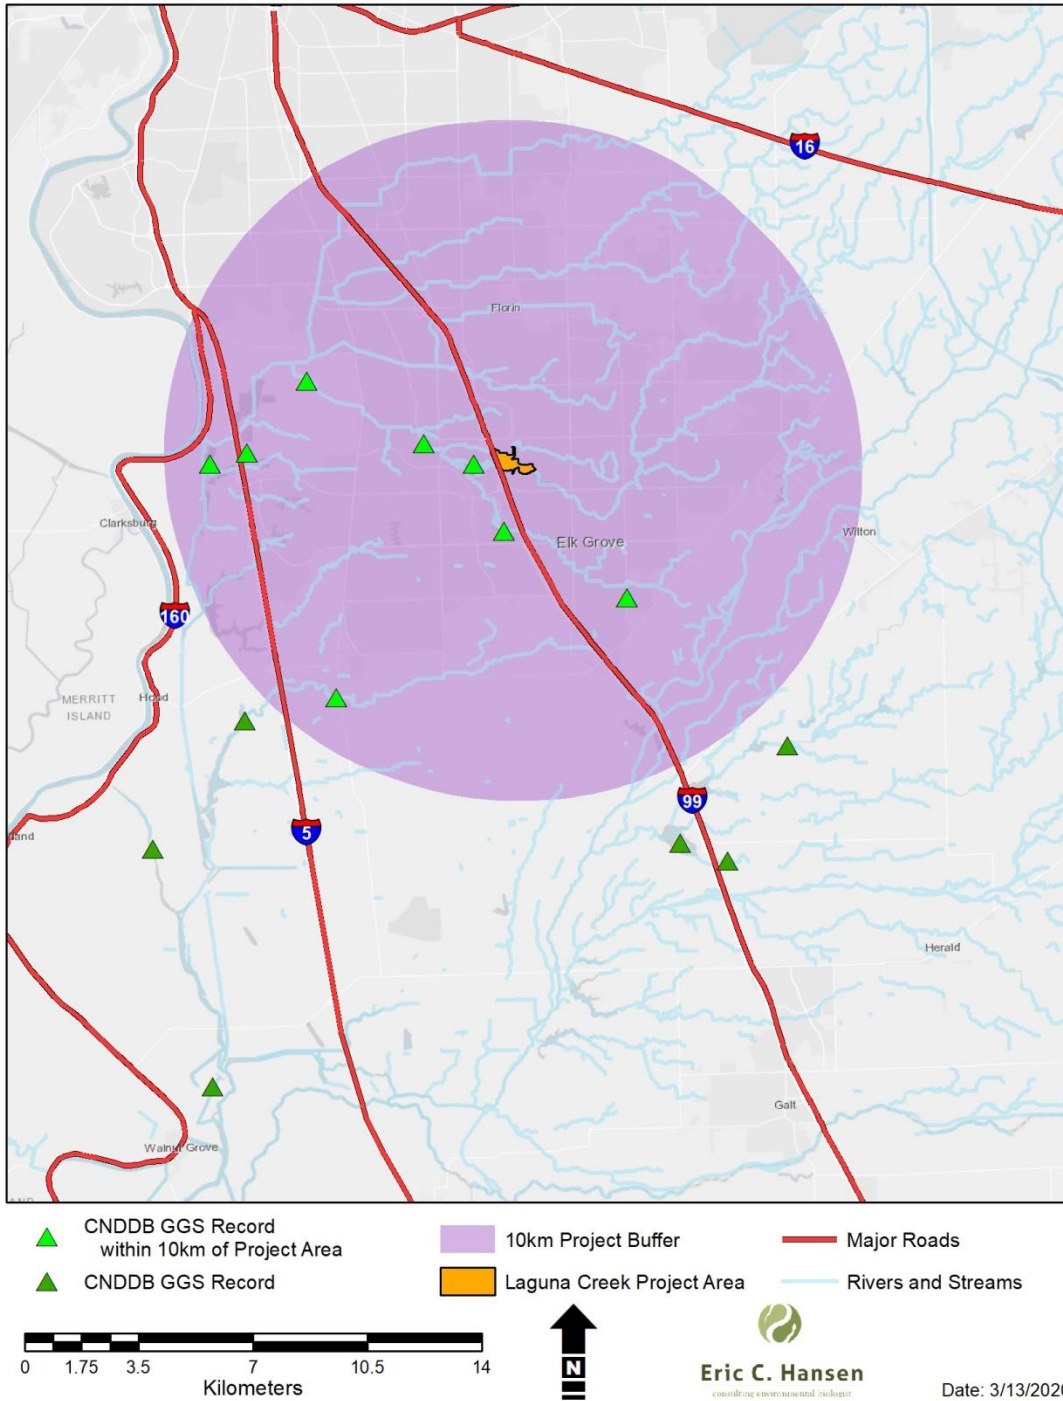 16
Florin
Clarksburg
Elk Grove
Wilton
160
MERRITT
ISLAND
Hood
99
5
Herald
Galt
Walnut Grove
CNDDB GGS Record
within 10km of Project Area
CNDDB GGS Record
10km Project Buffer
Laguna Creek Project Area
Major Roads
Rivers and Streams
0 1.75 3.5 7 10.5 14
Kilometers
N
Eric C. Hansen
consulting environmental biologist
Date: 3/13/2020